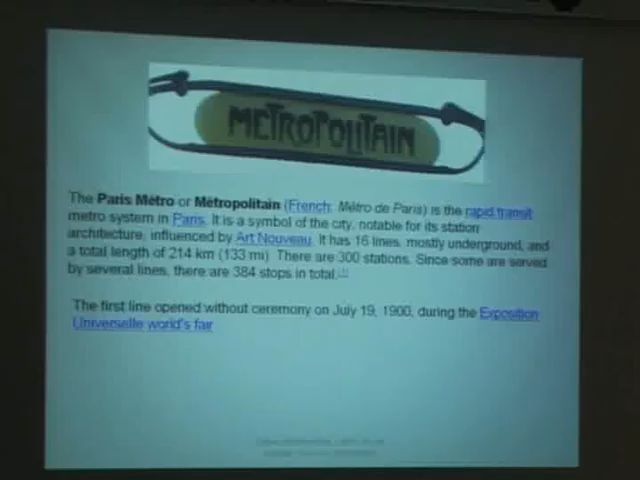 METROPOLITAIN
The Paris Métro or Métropolitain (French: Métro de Paris) is the rapid transit
metro system in Paris. It is a symbol of the city, notable for its station
architecture, influenced by Art Nouveau. It has 16 lines, mostly underground, and
a total length of 214 km (133 mi). There are 300 stations. Since some are served
by several lines, there are 384 stops in total.
The first line opened without ceremony on July 19, 1900, during the Exposition
Universelle world's fair